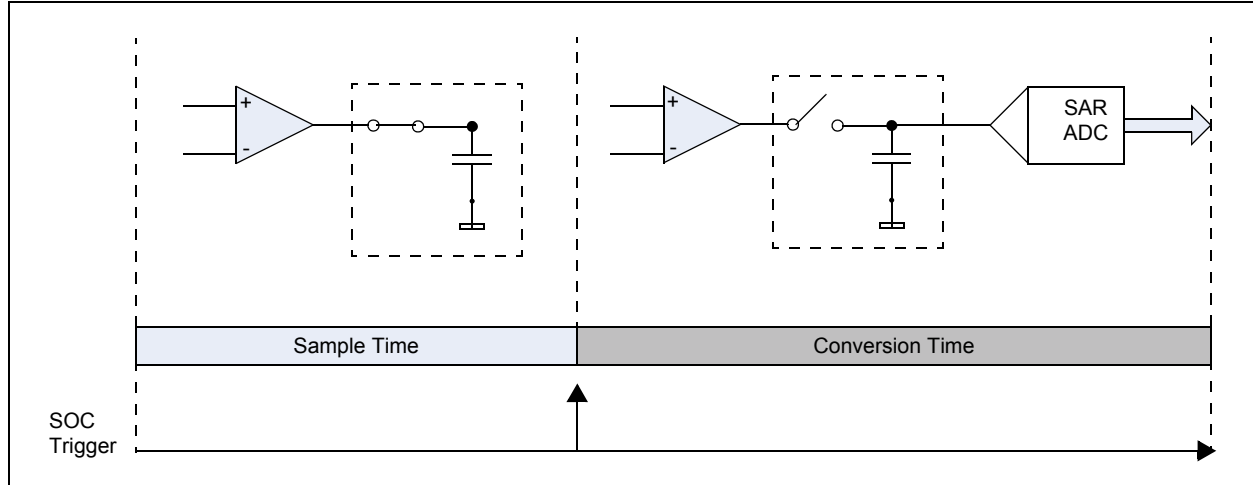 +
-
+
-
SAR
ADC
Sample Time
Conversion Time
SOC
Trigger